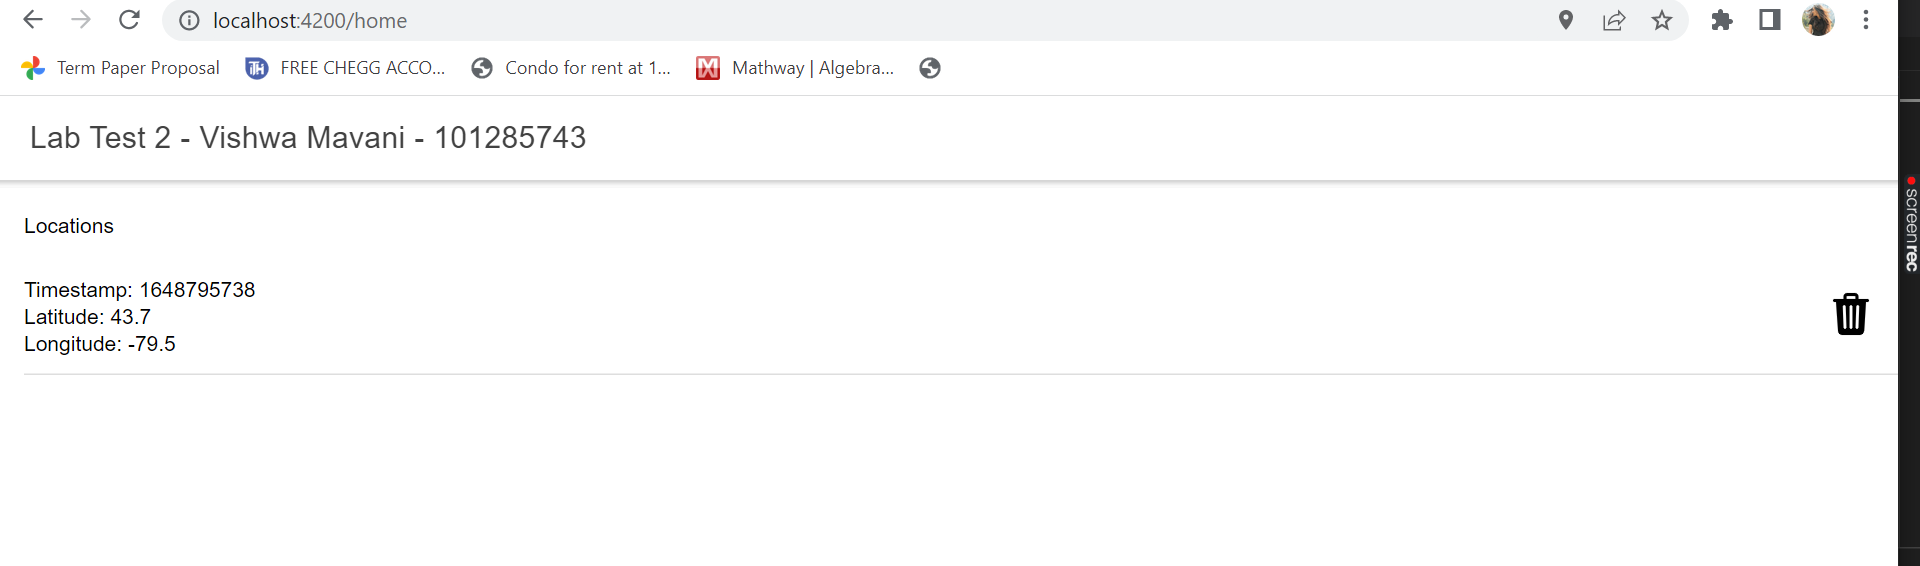 localhost:4200/home
Term Paper Proposal
FREE CHEGG ACCO...
Condo for rent at 1...
Mathway | Algebra...
Lab Test 2 - Vishwa Mavani - 101285743
Locations
Timestamp: 1648795738
Latitude: 43.7
Longitude: -79.5
screenrec